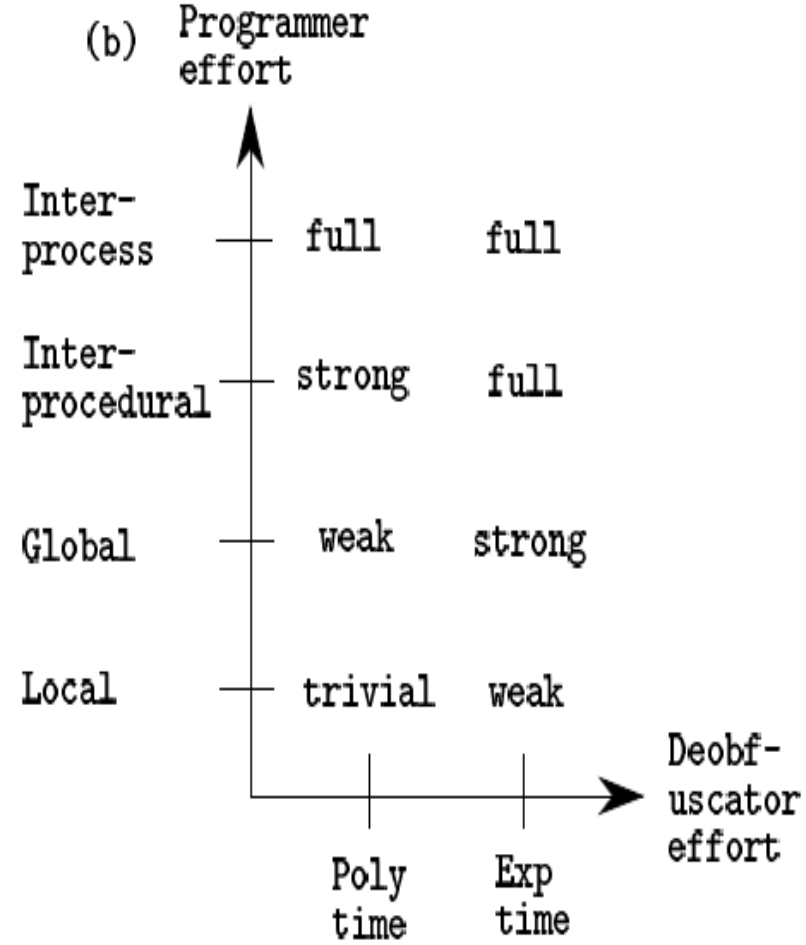 (b)
Programmer
effort
Inter-
process
full
full
Inter-
procedural
strong
full
Global
weak
strong
Local
trivial
weak
Deobf-
uscator
effort
Poly
time
Exp
time